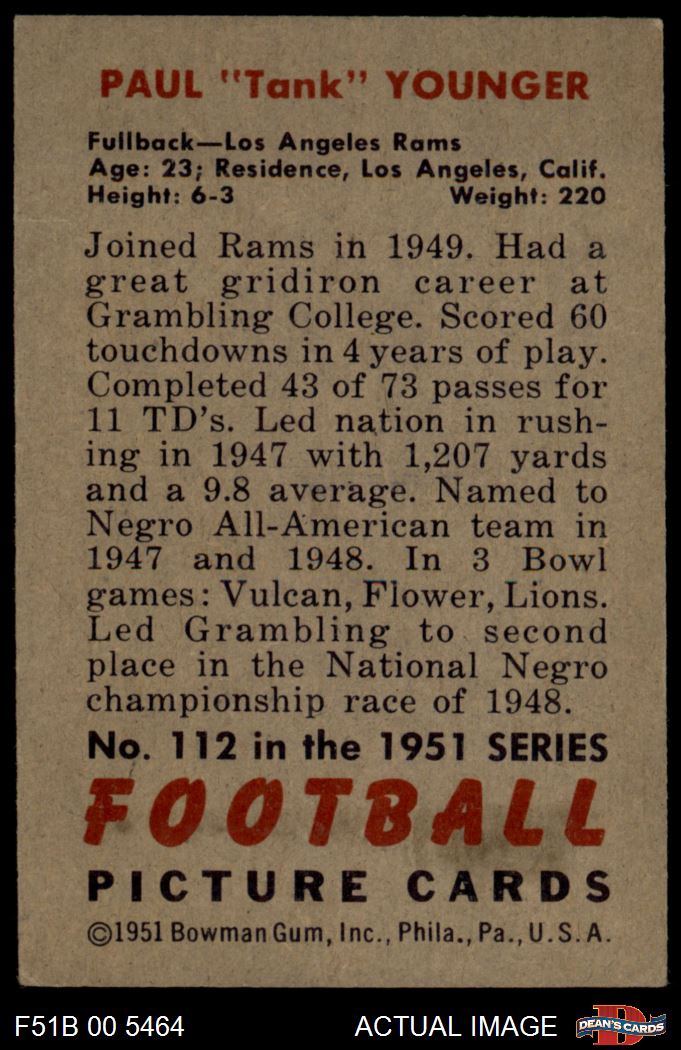 PAUL "Tank" YOUNGER
Fullback—Los Angeles Rams
Age: 23; Residence, Los Angeles, Calif.
Height: 6-3 Weight: 220
Joined Rams in 1949. Had a
great gridiron career at
Grambling College. Scored 60
touchdowns in 4 years of play.
Completed 43 of 73 passes for
11 TD's. Led nation in rush-
ing in 1947 with 1,207 yards
and a 9.8 average. Named to
Negro All-American team in
1947 and 1948. In 3 Bowl
games: Vulcan, Flower, Lions.
Led Grambling to second
place in the National Negro
championship race of 1948.
No. 112 in the 1951 SERIES
FOOTBALL
PICTURE CARDS
©1951 Bowman Gum, Inc., Phila., Pa., U.S.A.
F51B 00 5464 ACTUAL IMAGE DEAN'S CARDS